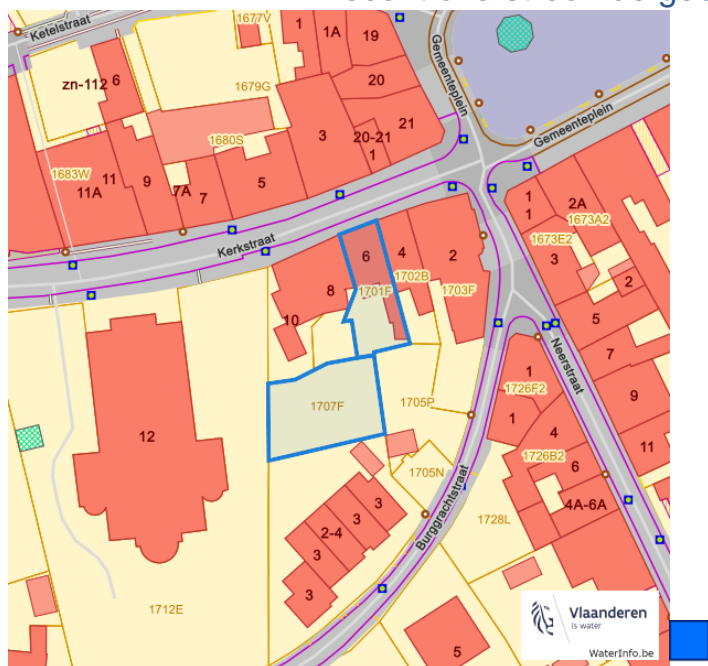 Ketelstraat
1677V
1
1A
19
Gemeenteplein
zn-112
6
1679G
20
Gemeenteplein
3
20-21
1
21
1680S
1683W
11A
11
9
7A
7
5
1
1
2A
1673A2
1673E2
3
2
Kerkstraat
6
4
2
1702B
1701F
1703F
8
10
5
7
Neerstraat
9
11
1707F
1705P
1
1726F2
1
12
4
1726B2
6
4A-6A
1705N
1728L
Burggrachtstraat
3
3
2-4
3
3
1712E
5
Vlaanderen
is water
WaterInfo.be